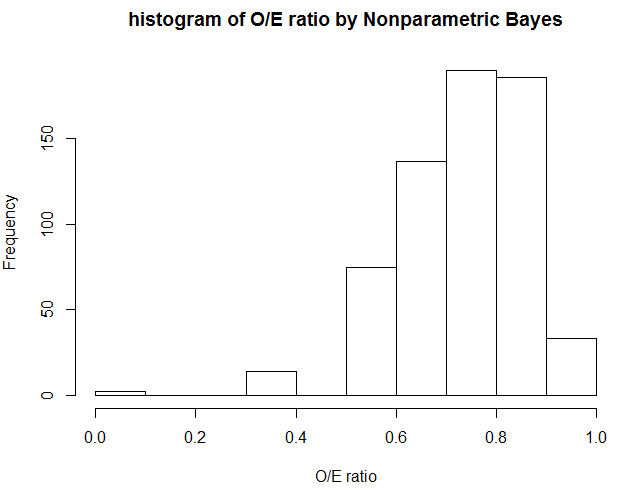 histogram of O/E ratio by Nonparametric Bayes
Frequency
150
100
50
0
0.0 0.2 0.4 0.6 0.8 1.0
O/E ratio